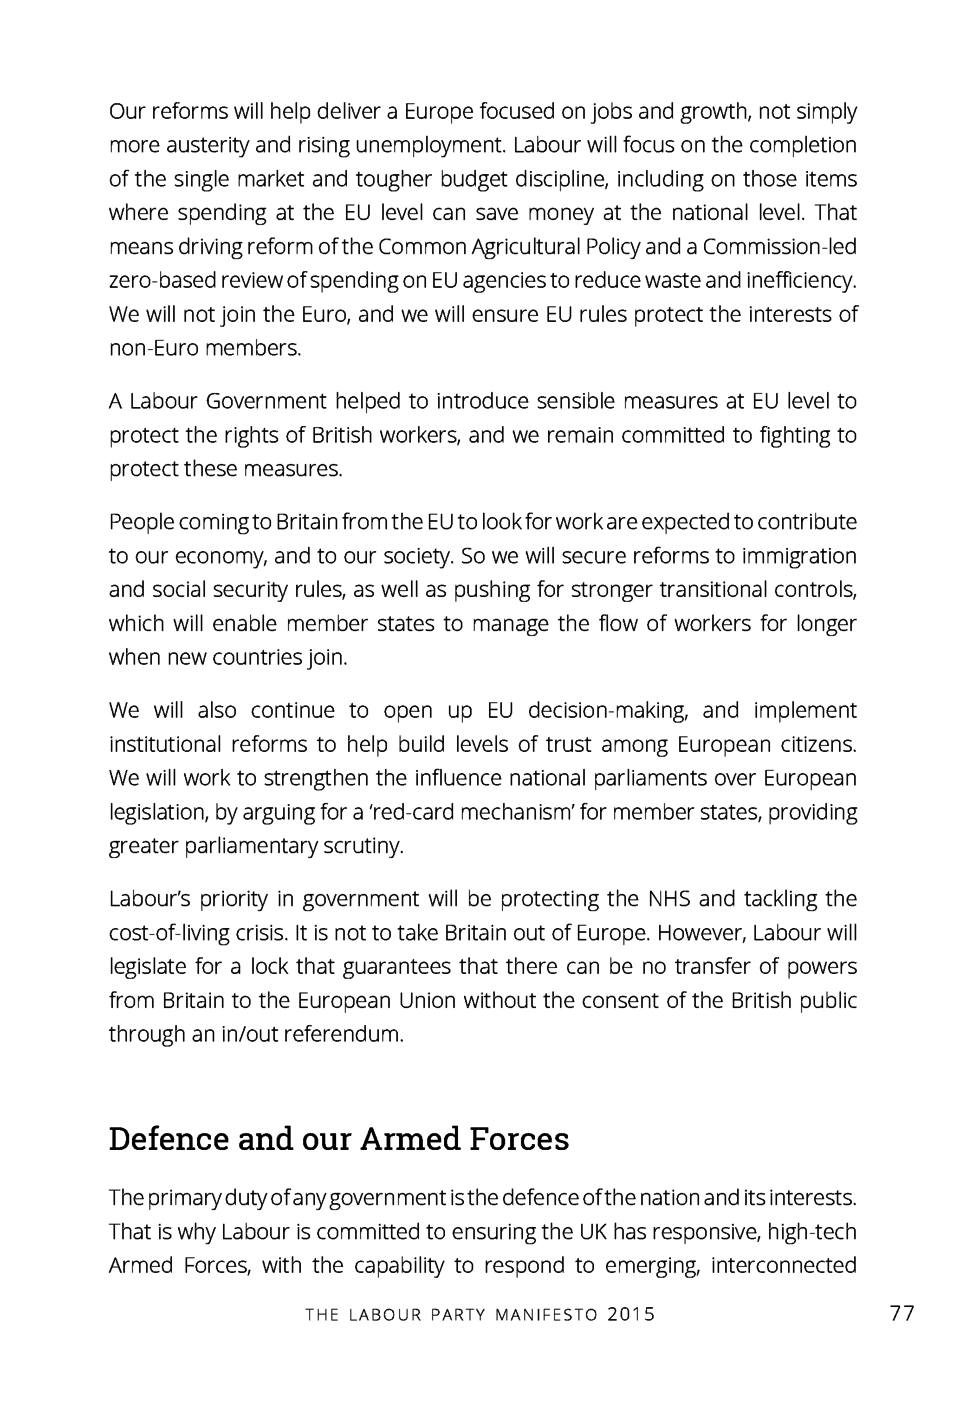 Our reforms will help deliver a Europe focused on jobs and growth, not simply
more austerity and rising unemployment. Labour will focus on the completion
of the single market and tougher budget discipline, including on those items
where spending at the EU level can save money at the national level. That
means driving reform of the Common Agricultural Policy and a Commission-led
zero-based review of spending on EU agencies to reduce waste and inefficiency.
We will not join the Euro, and we will ensure EU rules protect the interests of
non-Euro members.
A Labour Government helped to introduce sensible measures at EU level to
protect the rights of British workers, and we remain committed to fighting to
protect these measures.
People coming to Britain from the EU to look for work are expected to contribute
to our economy, and to our society. So we will secure reforms to immigration
and social security rules, as well as pushing for stronger transitional controls,
which will enable member states to manage the flow of workers for longer
when new countries join.
We will also continue to open up EU decision-making, and implement
institutional reforms to help build levels of trust among European citizens.
We will work to strengthen the influence national parliaments over European
legislation, by arguing for a ‘red-card mechanism’ for member states, providing
greater parliamentary scrutiny.
Labour’s priority in government will be protecting the NHS and tackling the
cost-of-living crisis. It is not to take Britain out of Europe. However, Labour will
legislate for a lock that guarantees that there can be no transfer of powers
from Britain to the European Union without the consent of the British public
through an in/out referendum.
Defence and our Armed Forces
The primary duty of any government is the defence of the nation and its interests.
That is why Labour is committed to ensuring the UK has responsive, high-tech
Armed Forces, with the capability to respond to emerging, interconnected
THE LABOUR PARTY MANIFESTO 2015 77